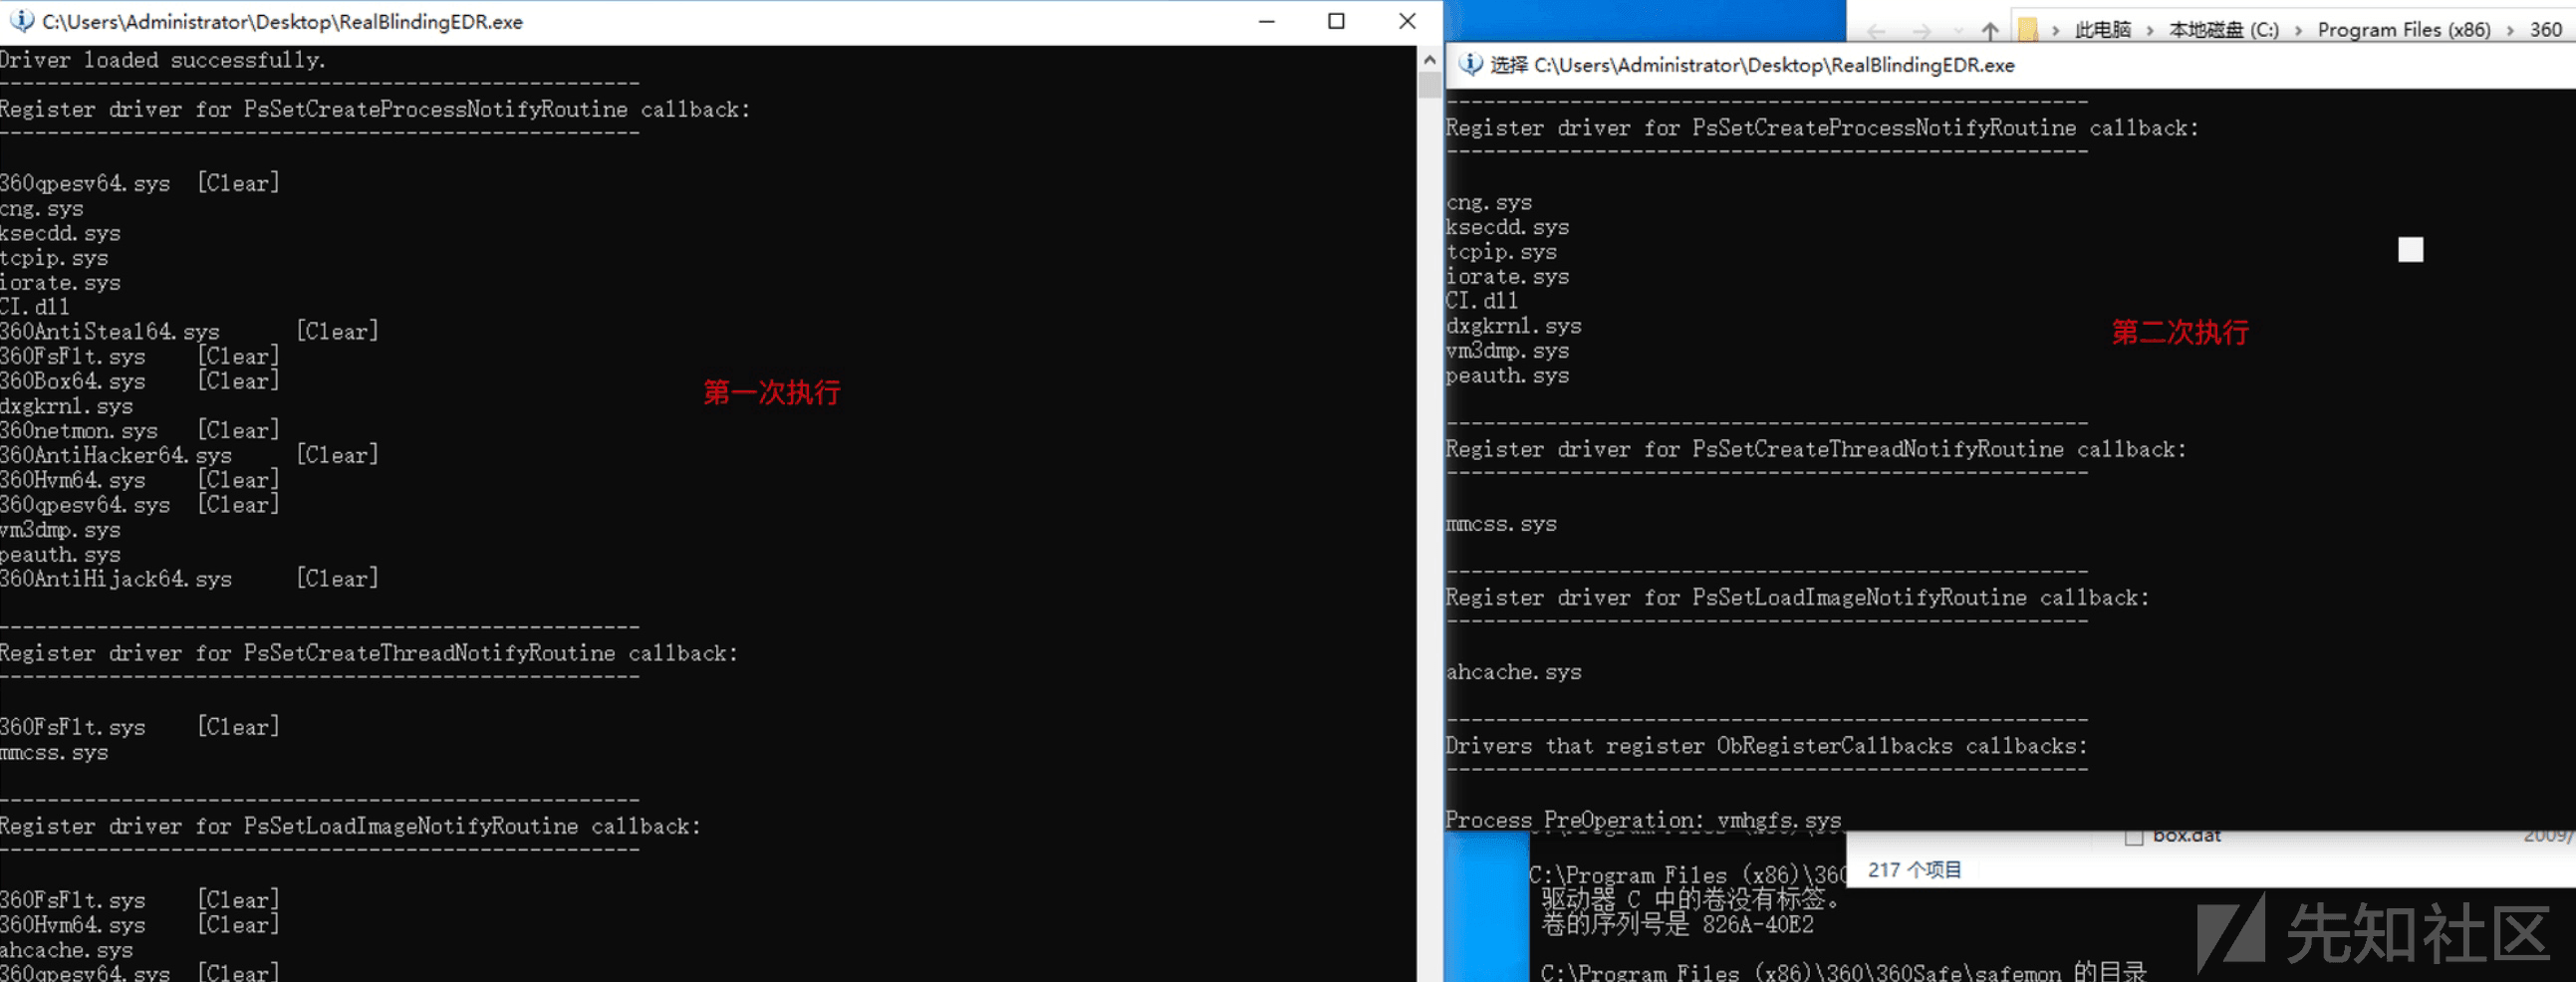 C:\Users\Administrator\Desktop\RealBlindingEDR.exe
Driver loaded successfully.
----------------------------------------------------
Register driver for PsSetCreateProcessNotifyRoutine callback:
----------------------------------------------------
360qpesv64.sys [Clear]
cng.sys
ksecdd.sys
tcpip.sys
iorate.sys
CI.dll
360AntiSteal64.sys [Clear]
360FsFlt.sys [Clear]
360Box64.sys [Clear]
dxgkrnl.sys
360netmon.sys [Clear]
360AntiHacker64.sys [Clear]
360Hvm64.sys [Clear]
360qpesv64.sys [Clear]
vm3dmp.sys
peauth.sys
360AntiHijack64.sys [Clear]
----------------------------------------------------
Register driver for PsSetCreateThreadNotifyRoutine callback:
----------------------------------------------------
360FsFlt.sys [Clear]
mmcss.sys
----------------------------------------------------
Register driver for PsSetLoadImageNotifyRoutine callback:
----------------------------------------------------
360FsFlt.sys [Clear]
360Hvm64.sys [Clear]
ahcache.sys
360qpesv64.sys [Clear]
第一次执行
此电脑 › 本地磁盘 (C:) › Program Files (x86) › 360
选择 C:\Users\Administrator\Desktop\RealBlindingEDR.exe
----------------------------------------------------
Register driver for PsSetCreateProcessNotifyRoutine callback:
----------------------------------------------------
cng.sys
ksecdd.sys
tcpip.sys
iorate.sys
CI.dll
dxgkrnl.sys
vm3dmp.sys
peauth.sys
----------------------------------------------------
Register driver for PsSetCreateThreadNotifyRoutine callback:
----------------------------------------------------
mmcss.sys
----------------------------------------------------
Register driver for PsSetLoadImageNotifyRoutine callback:
----------------------------------------------------
ahcache.sys
----------------------------------------------------
Drivers that register ObRegisterCallbacks callbacks:
----------------------------------------------------
Process PreOperation: vmhgfs.sys
第二次执行
box.dat 2009/
217 个项目
C:\Program Files (x86)\360
驱动器 C 中的卷没有标签。
卷的序列号是 826A-40E2
C:\Program Files (x86)\360\360Safe\safemon 的目录
先知社区